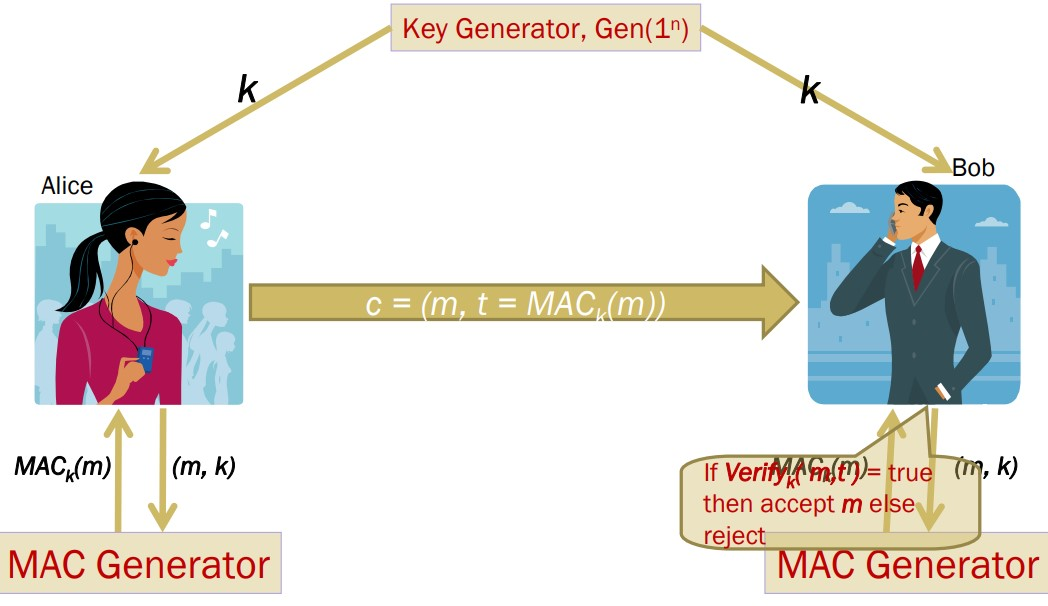 Key Generator, Gen(1ⁿ)
k
k
Alice
Bob
c = (m, t = MACₖ(m))
MACₖ(m)
(m, k)
MACₖ(m)
(m, k)
If Verifyₖ( m,t ) = true
then accept m else
reject
MAC Generator
MAC Generator